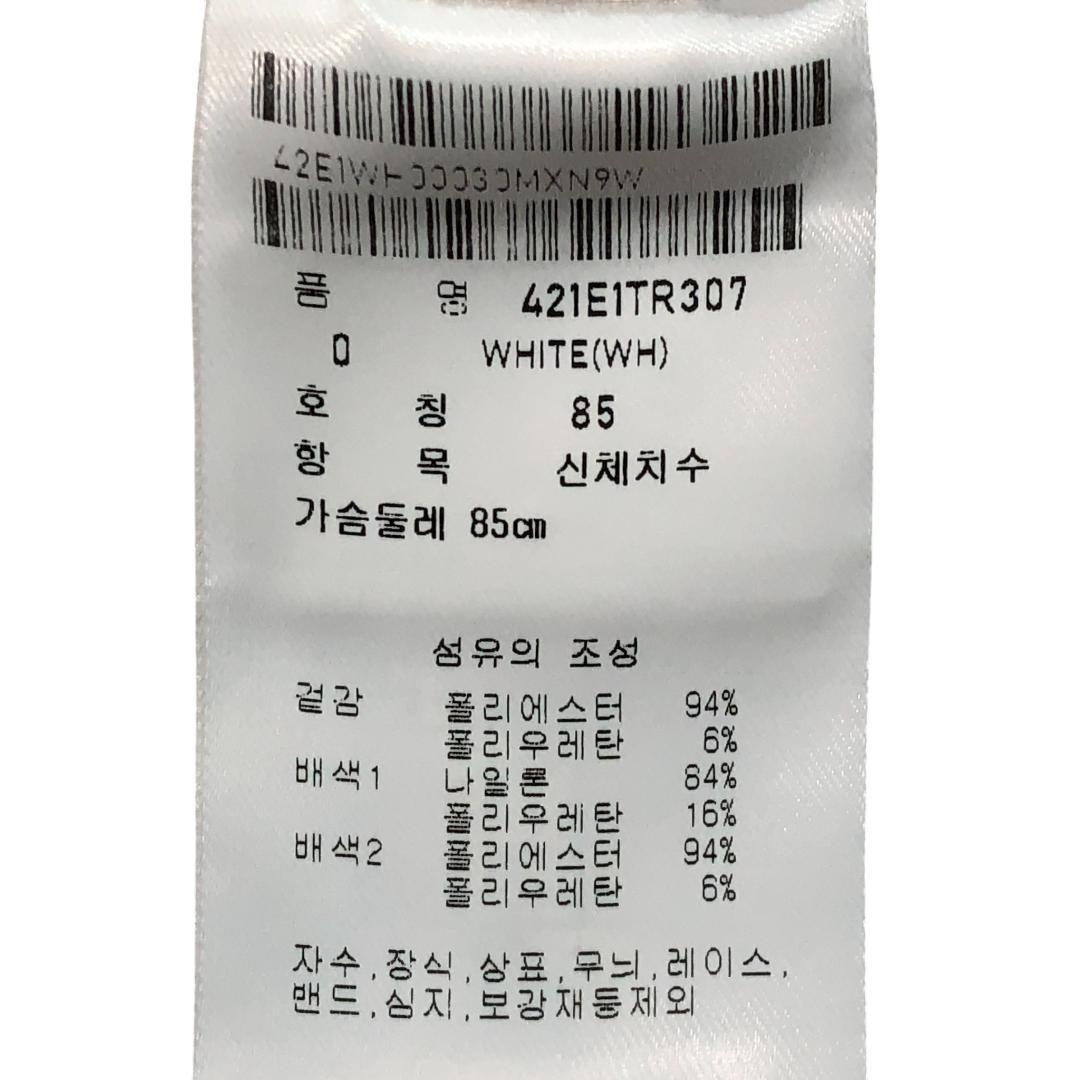 품 명 421E1TR307
0 WHITE(WH)
호 칭 85
항 목 신체치수
가슴둘레 85cm
섬유의 조성
겉감 폴리에스터 94%
폴리우레탄 6%
배색1 나일론 84%
폴리우레탄 16%
배색2 폴리에스터 94%
폴리우레탄 6%
자수,장식,상표,무늬,레이스,
밴드,심지,보강재등제외